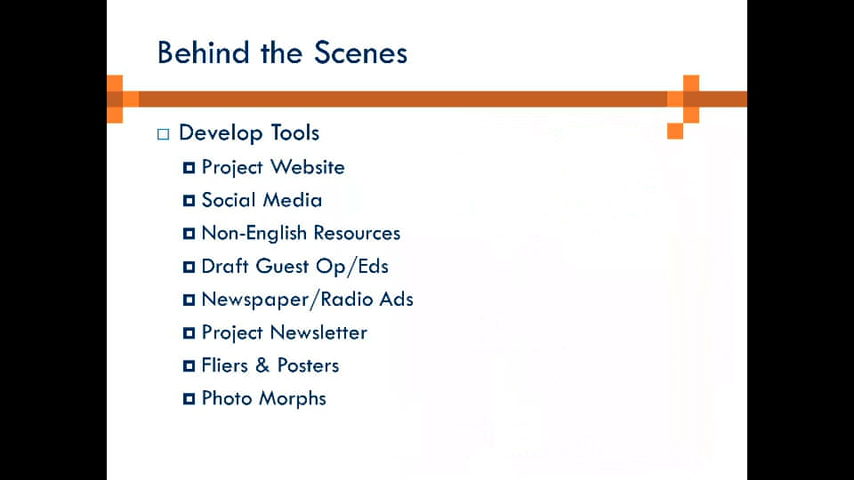 Behind the Scenes
Develop Tools
Project Website
Social Media
Non-English Resources
Draft Guest Op/Eds
Newspaper/Radio Ads
Project Newsletter
Fliers & Posters
Photo Morphs